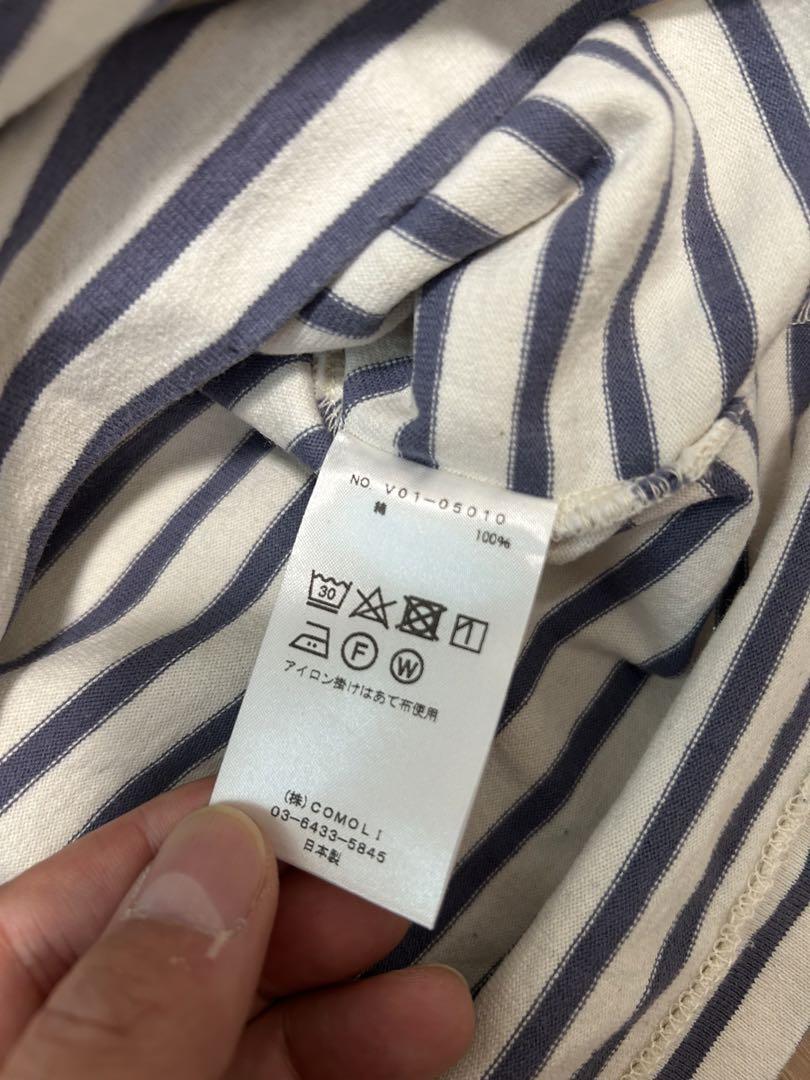 NO. V01-05010
綿 100%
30
F W
アイロン掛けはあて布使用
(株)COMOLI
03-6433-5845
日本製